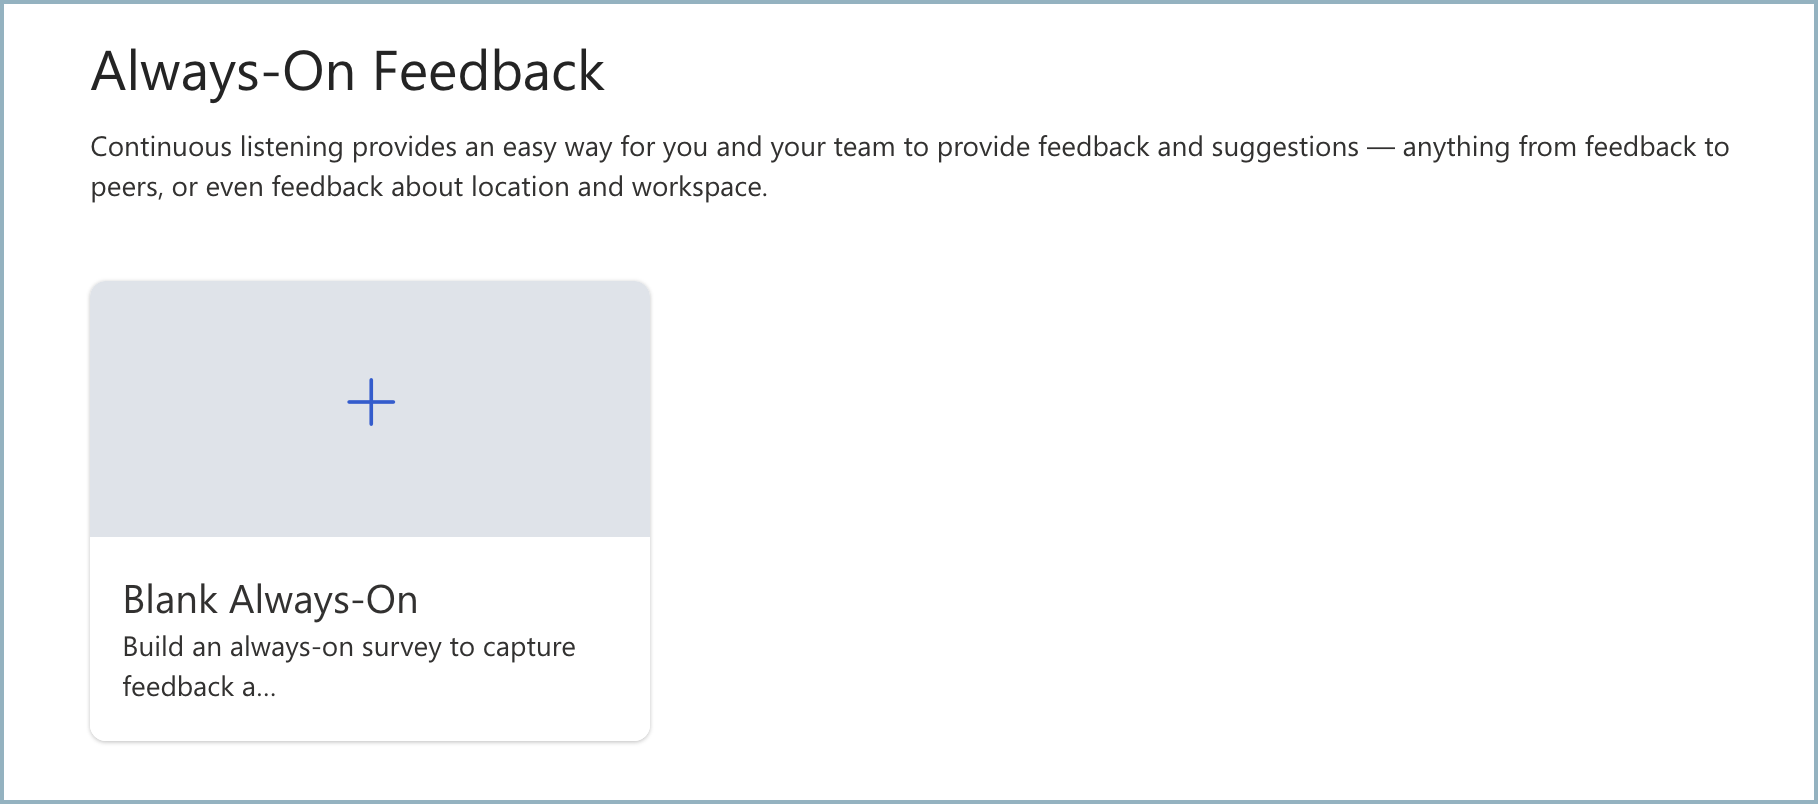 Always-On Feedback
Continuous listening provides an easy way for you and your team to provide feedback and suggestions — anything from feedback to
peers, or even feedback about location and workspace.
Blank Always-On
Build an always-on survey to capture
feedback a...